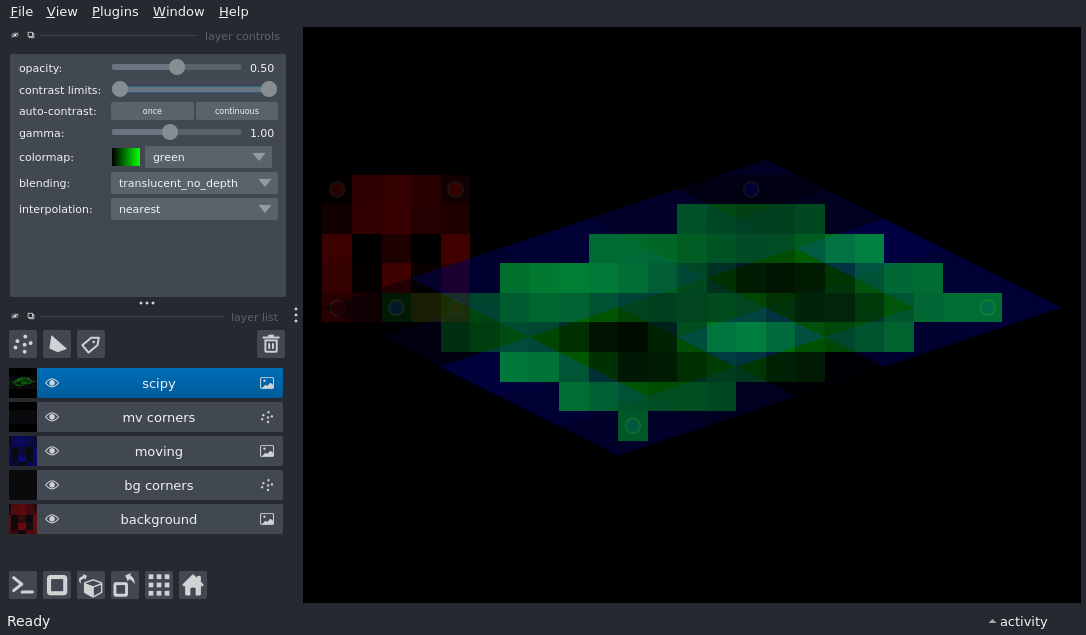 File View Plugins Window Help
layer controls
opacity: 0.50
contrast limits:
auto-contrast: once continuous
gamma: 1.00
colormap: green
blending: translucent_no_depth
interpolation: nearest
layer list
scipy
mv corners
moving
bg corners
background
Ready
activity